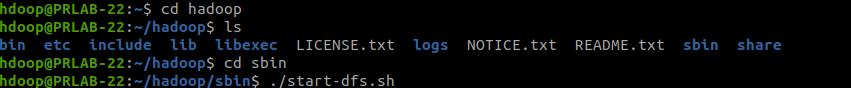 hdoop@PRLAB-22:~$ cd hadoop
hdoop@PRLAB-22:~/hadoop$ ls
bin etc include lib libexec LICENSE.txt logs NOTICE.txt README.txt sbin share
hdoop@PRLAB-22:~/hadoop$ cd sbin
hdoop@PRLAB-22:~/hadoop/sbin$ ./start-dfs.sh